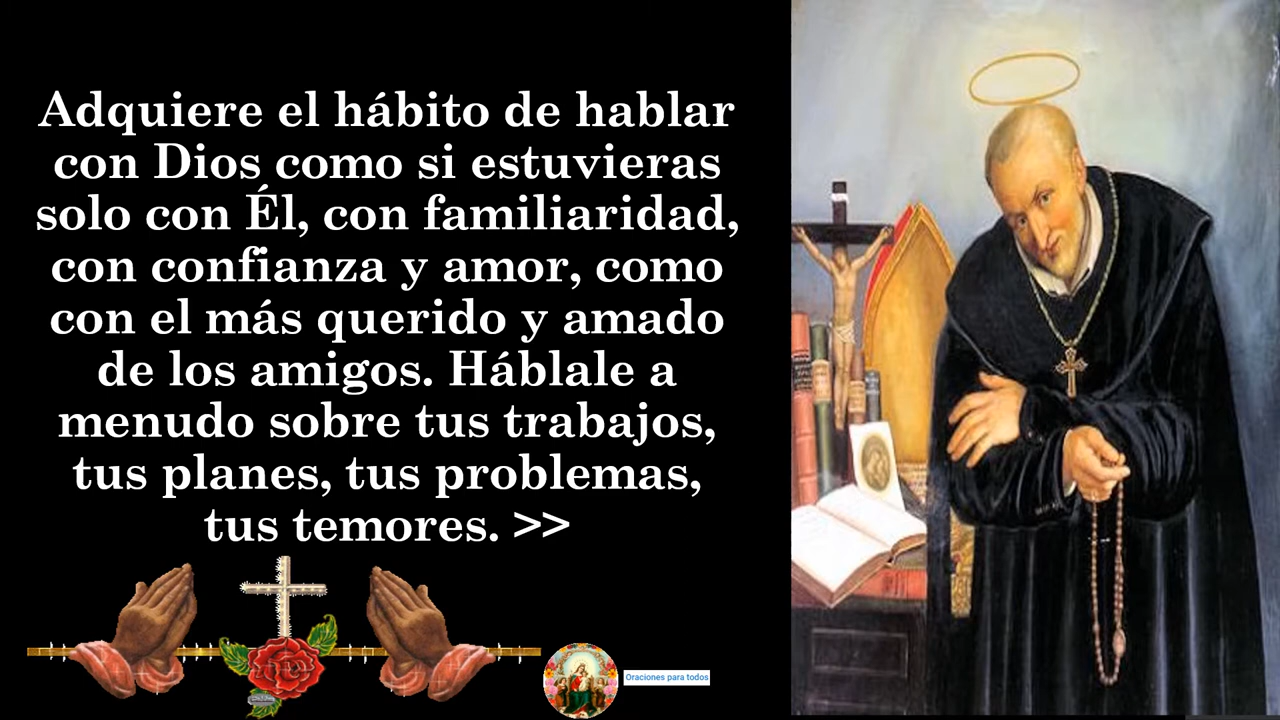 Adquiere el hábito de hablar
con Dios como si estuvieras
solo con Él, con familiaridad,
con confianza y amor, como
con el más querido y amado
de los amigos. Háblale a
menudo sobre tus trabajos,
tus planes, tus problemas,
tus temores. >>
Oraciones para todos